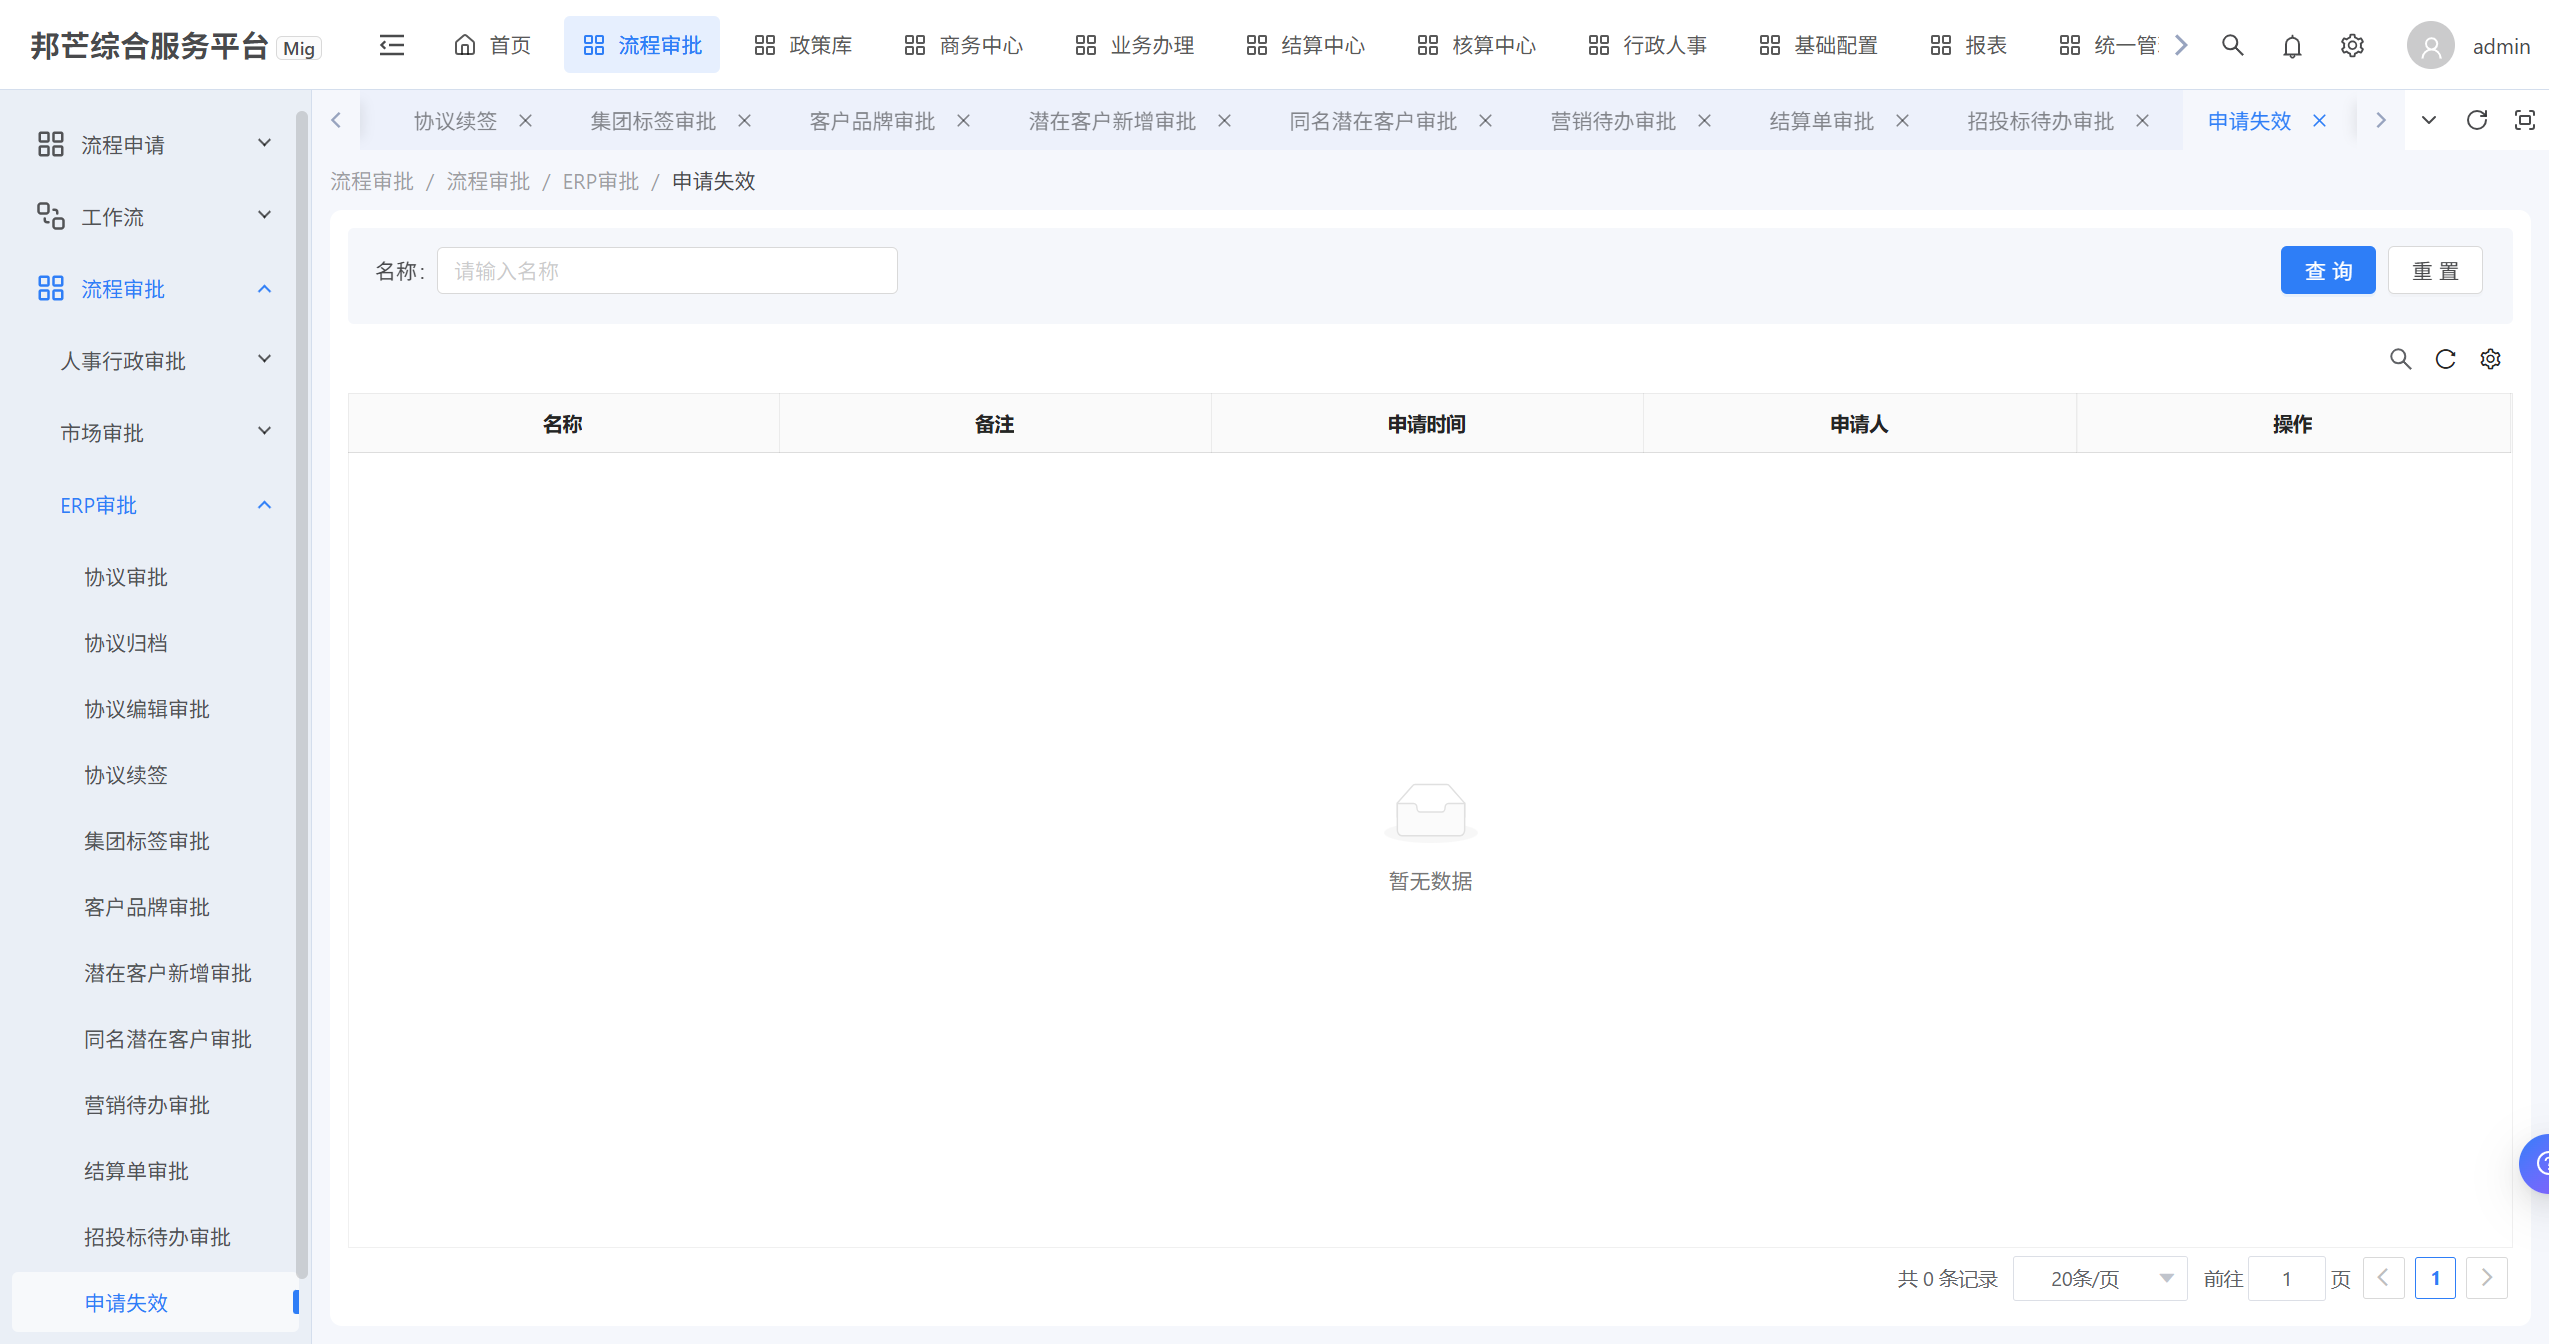 邦芒综合服务平台 Mig 首页 流程审批 政策库 商务中心 业务办理 结算中心 核算中心 行政人事 基础配置 报表 统一管 admin
协议续签 集团标签审批 客户品牌审批 潜在客户新增审批 同名潜在客户审批 营销待办审批 结算单审批 招投标待办审批 申请失效
流程审批 / 流程审批 / ERP审批 / 申请失效
流程申请
工作流
流程审批
人事行政审批
市场审批
ERP审批
协议审批
协议归档
协议编辑审批
协议续签
集团标签审批
客户品牌审批
潜在客户新增审批
同名潜在客户审批
营销待办审批
结算单审批
招投标待办审批
申请失效
名称: 请输入名称 查 询 重 置
名称 备注 申请时间 申请人 操作
暂无数据
共 0 条记录 20条/页 前往 1 页 1